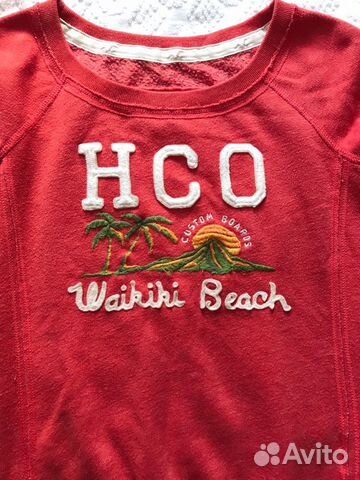 HCO
CUSTOM BOARDS
Waikiki Beach
Avito